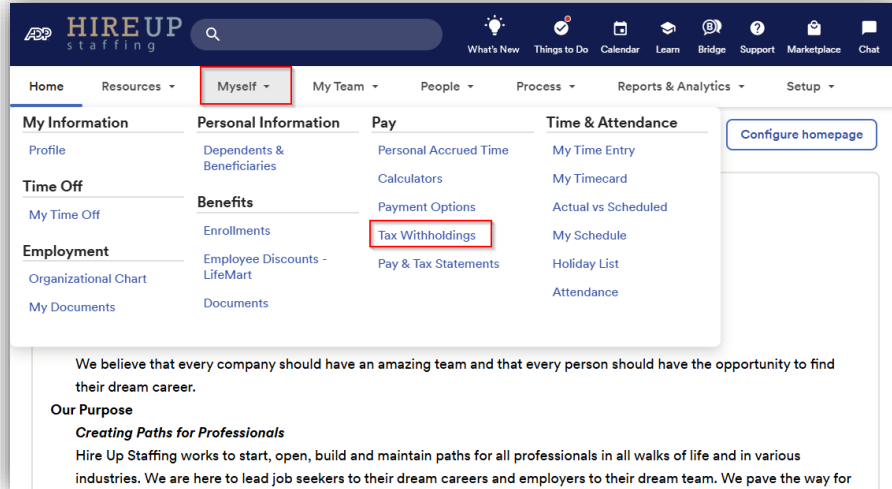 ADP
HIREUP
staffing
What's New
Things to Do
Calendar
Learn
Bridge
Support
Marketplace
Chat
Home
Resources
Myself
My Team
People
Process
Reports & Analytics
Setup
My Information
Profile
Time Off
My Time Off
Employment
Organizational Chart
My Documents
Personal Information
Dependents &
Beneficiaries
Benefits
Enrollments
Employee Discounts -
LifeMart
Documents
Pay
Personal Accrued Time
Calculators
Payment Options
Tax Withholdings
Pay & Tax Statements
Time & Attendance
My Time Entry
My Timecard
Actual vs Scheduled
My Schedule
Holiday List
Attendance
Configure homepage
We believe that every company should have an amazing team and that every person should have the opportunity to find
their dream career.
Our Purpose
Creating Paths for Professionals
Hire Up Staffing works to start, open, build and maintain paths for all professionals in all walks of life and in various
industries. We are here to lead job seekers to their dream careers and employers to their dream team. We pave the way for